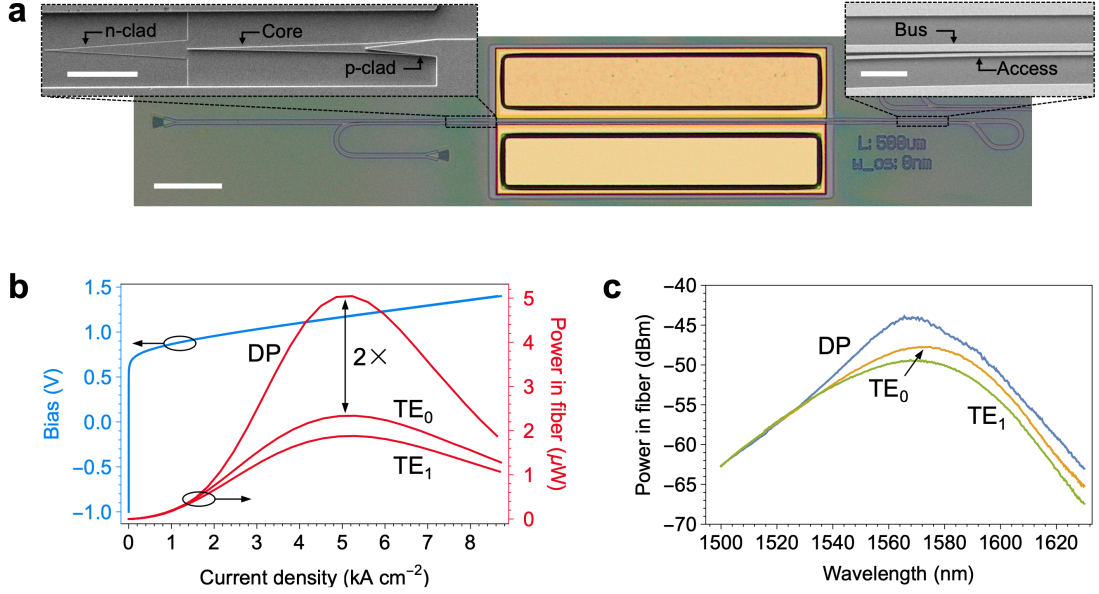 a
n-clad
Core
p-clad
Bus
Access
L:500um
w_os:0nm
b
1.5
1.0
0.5
0.0
−0.5
−1.0
Bias (V)
0 1 2 3 4 5 6 7 8
Current density (kA cm−2)
5
4
3
2
1
0
Power in fiber (μW)
DP
2×
TE0
TE1
c
−40
−45
−50
−55
−60
−65
−70
Power in fiber (dBm)
1500 1520 1540 1560 1580 1600 1620
Wavelength (nm)
DP
TE0
TE1